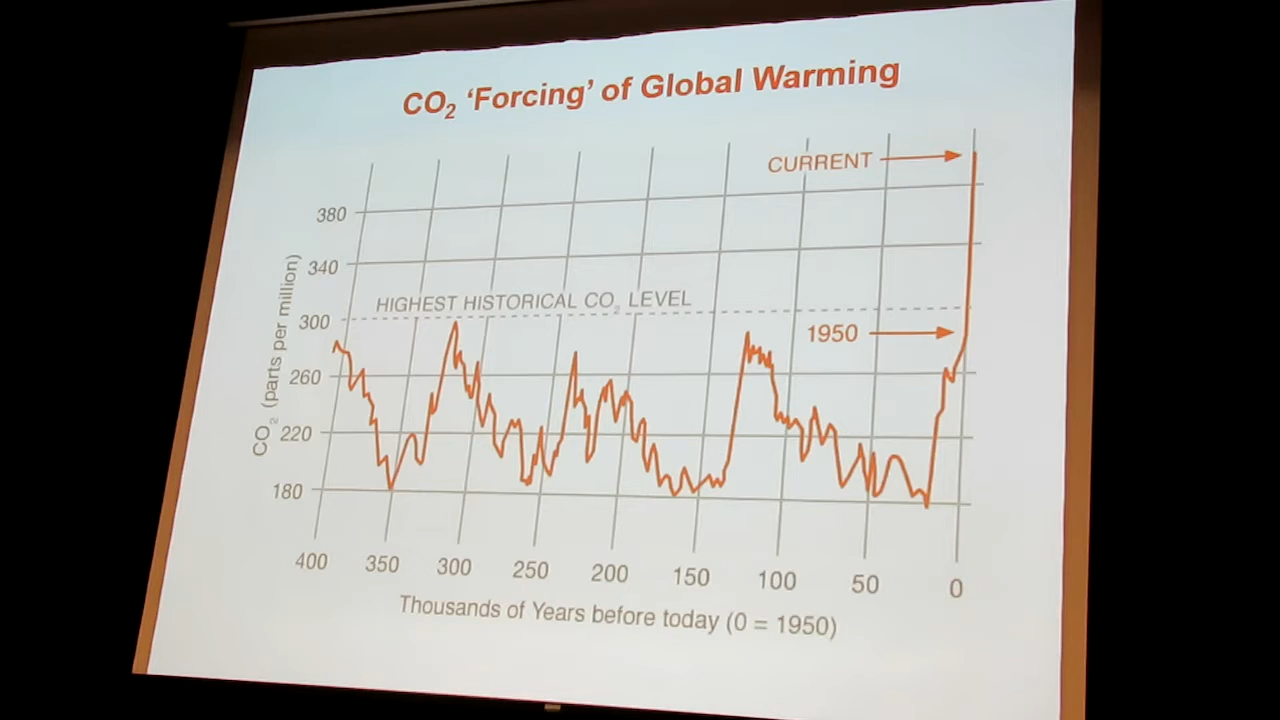 CO₂ ‘Forcing’ of Global Warming
CURRENT
380
340
HIGHEST HISTORICAL CO₂ LEVEL
300
1950
260
220
180
CO₂ (parts per million)
400 350 300 250 200 150 100 50 0
Thousands of Years before today (0 = 1950)